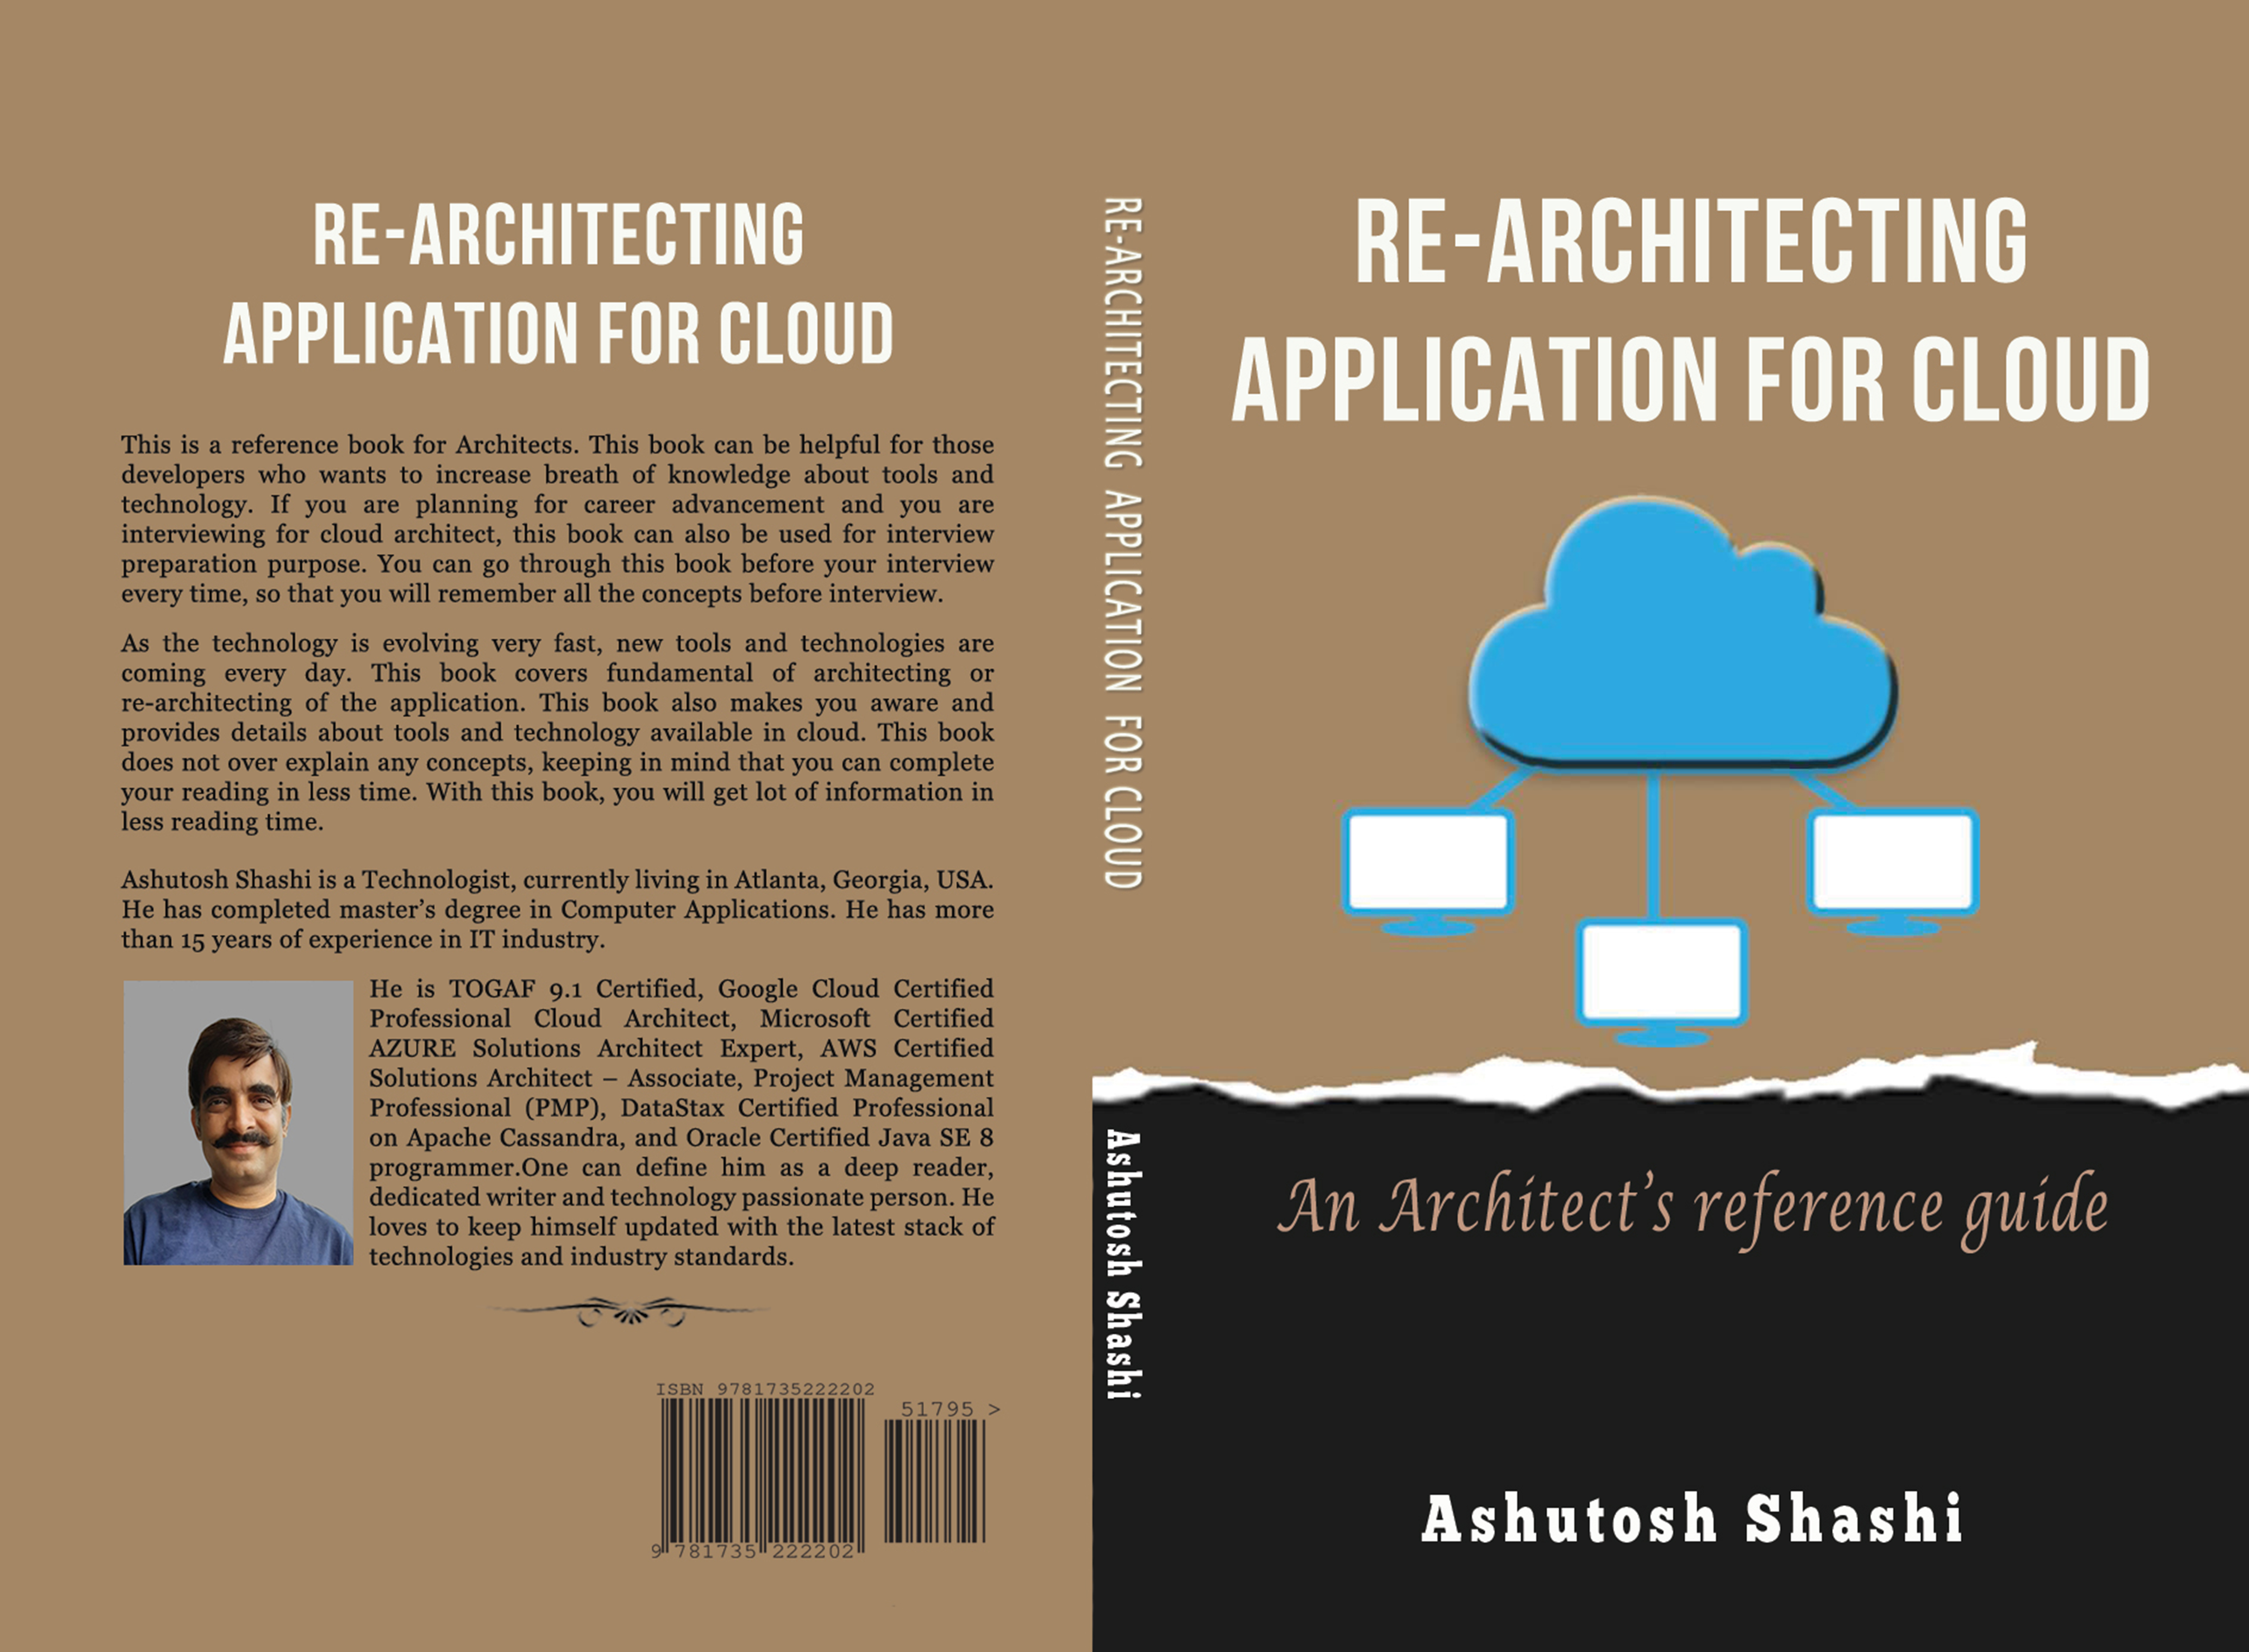 RE-ARCHITECTING
APPLICATION FOR CLOUD
This is a reference book for Architects. This book can be helpful for those
developers who wants to increase breath of knowledge about tools and
technology. If you are planning for career advancement and you are
interviewing for cloud architect, this book can also be used for interview
preparation purpose. You can go through this book before your interview
every time, so that you will remember all the concepts before interview.
As the technology is evolving very fast, new tools and technologies are
coming every day. This book covers fundamental of architecting or
re-architecting of the application. This book also makes you aware and
provides details about tools and technology available in cloud. This book
does not over explain any concepts, keeping in mind that you can complete
your reading in less time. With this book, you will get lot of information in
less reading time.
Ashutosh Shashi is a Technologist, currently living in Atlanta, Georgia, USA.
He has completed master’s degree in Computer Applications. He has more
than 15 years of experience in IT industry.
He is TOGAF 9.1 Certified, Google Cloud Certified
Professional Cloud Architect, Microsoft Certified
AZURE Solutions Architect Expert, AWS Certified
Solutions Architect – Associate, Project Management
Professional (PMP), DataStax Certified Professional
on Apache Cassandra, and Oracle Certified Java SE 8
programmer.One can define him as a deep reader,
dedicated writer and technology passionate person. He
loves to keep himself updated with the latest stack of
technologies and industry standards.
ISBN 9781735222202
51795 >
9 781735 222202
RE-ARCHITECTING APPLICATION FOR CLOUD
Ashutosh Shashi
RE-ARCHITECTING
APPLICATION FOR CLOUD
An Architect’s reference guide
Ashutosh Shashi